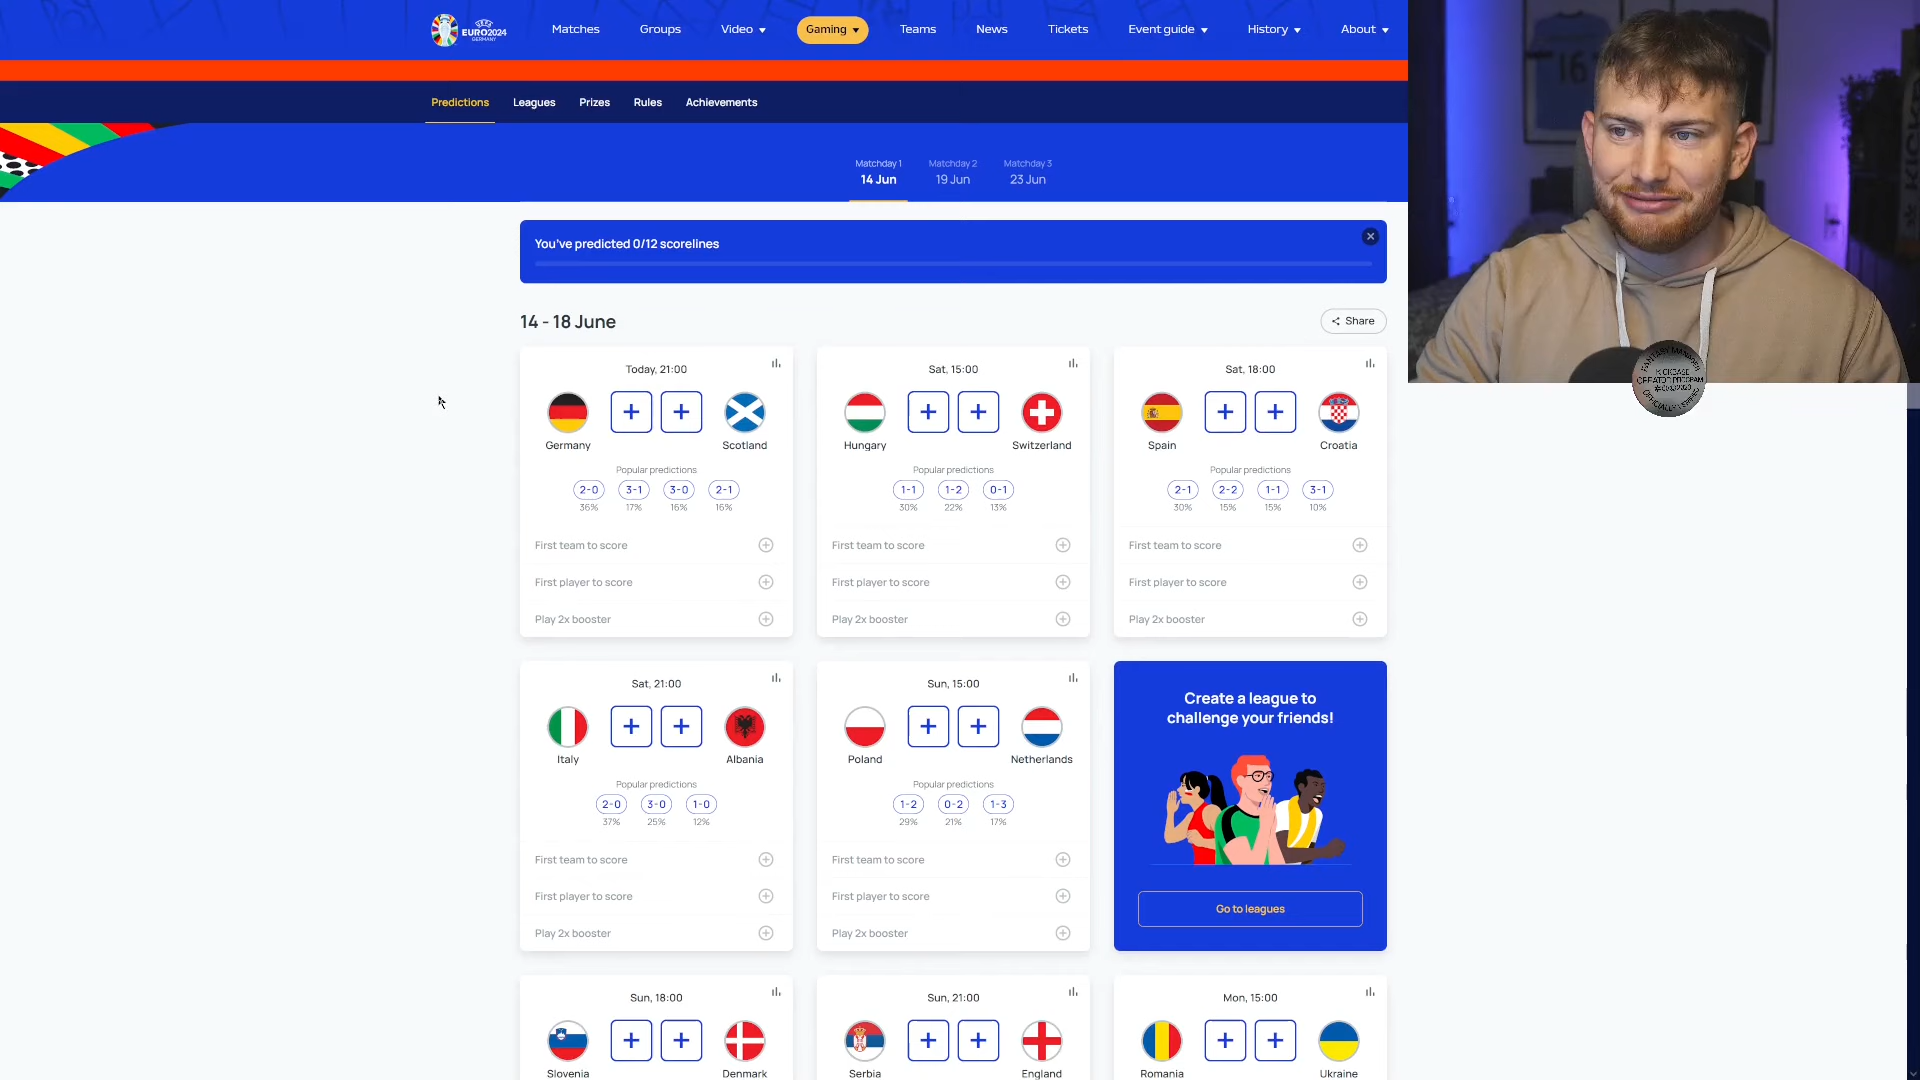 UEFA
EURO2024
GERMANY
Matches
Groups
Video
Gaming
Teams
News
Tickets
Event guide
History
About
Predictions
Leagues
Prizes
Rules
Achievements
Matchday 1
14 Jun
Matchday 2
19 Jun
Matchday 3
23 Jun
You've predicted 0/12 scorelines
14 - 18 June
Share
Today, 21:00
Germany
Scotland
Popular predictions
2-0 3-1 3-0 2-1
36% 17% 16% 16%
First team to score
First player to score
Play 2x booster
Sat, 15:00
Hungary
Switzerland
Popular predictions
1-1 1-2 0-1
30% 22% 13%
First team to score
First player to score
Play 2x booster
Sat, 18:00
Spain
Croatia
Popular predictions
2-1 2-2 1-1 3-1
30% 15% 15% 10%
First team to score
First player to score
Play 2x booster
Sat, 21:00
Italy
Albania
Popular predictions
2-0 3-0 1-0
37% 25% 12%
First team to score
First player to score
Play 2x booster
Sun, 15:00
Poland
Netherlands
Popular predictions
1-2 0-2 1-3
29% 21% 17%
First team to score
First player to score
Play 2x booster
Create a league to
challenge your friends!
Go to leagues
Sun, 18:00
Slovenia
Denmark
Sun, 21:00
Serbia
England
Mon, 15:00
Romania
Ukraine
16
FANTASY MANAGER
KICKBASE
CREATOR PROGRAM